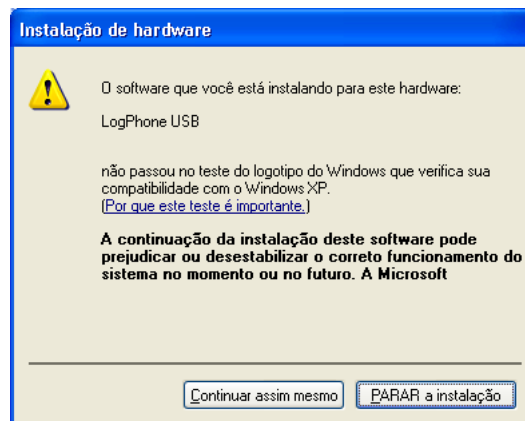 Instalação de hardware
O software que você está instalando para este hardware:
LogPhone USB
não passou no teste do logotipo do Windows que verifica sua
compatibilidade com o Windows XP.
(Por que este teste é importante.)
A continuação da instalação deste software pode
prejudicar ou desestabilizar o correto funcionamento do
sistema no momento ou no futuro. A Microsoft
Continuar assim mesmo PARAR a instalação